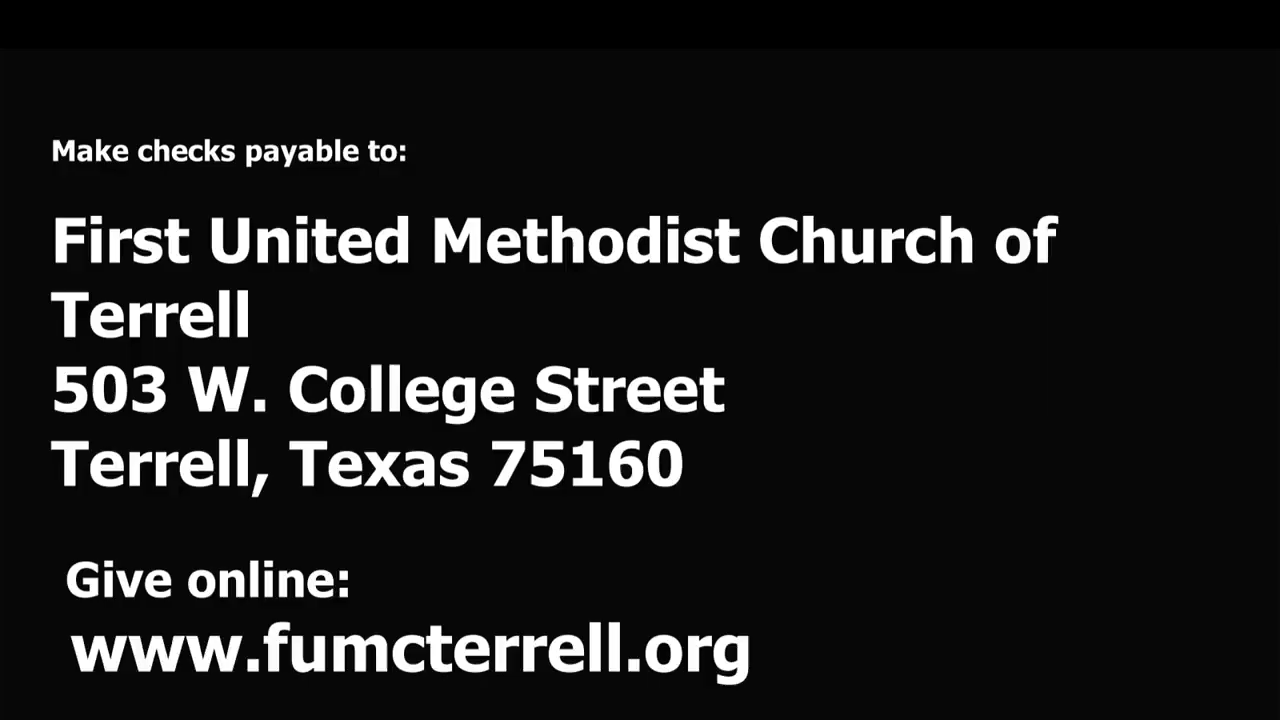 Make checks payable to:
First United Methodist Church of
Terrell
503 W. College Street
Terrell, Texas 75160
Give online:
www.fumcterrell.org